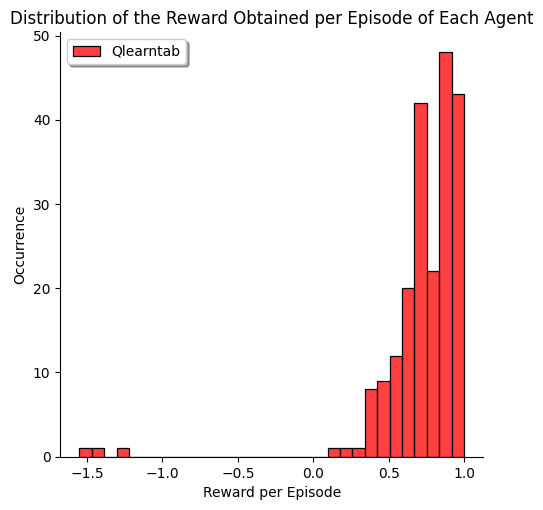 Distribution of the Reward Obtained per Episode of Each Agent
Qlearntab
50
40
30
20
10
0
Occurrence
−1.5 −1.0 −0.5 0.0 0.5 1.0
Reward per Episode